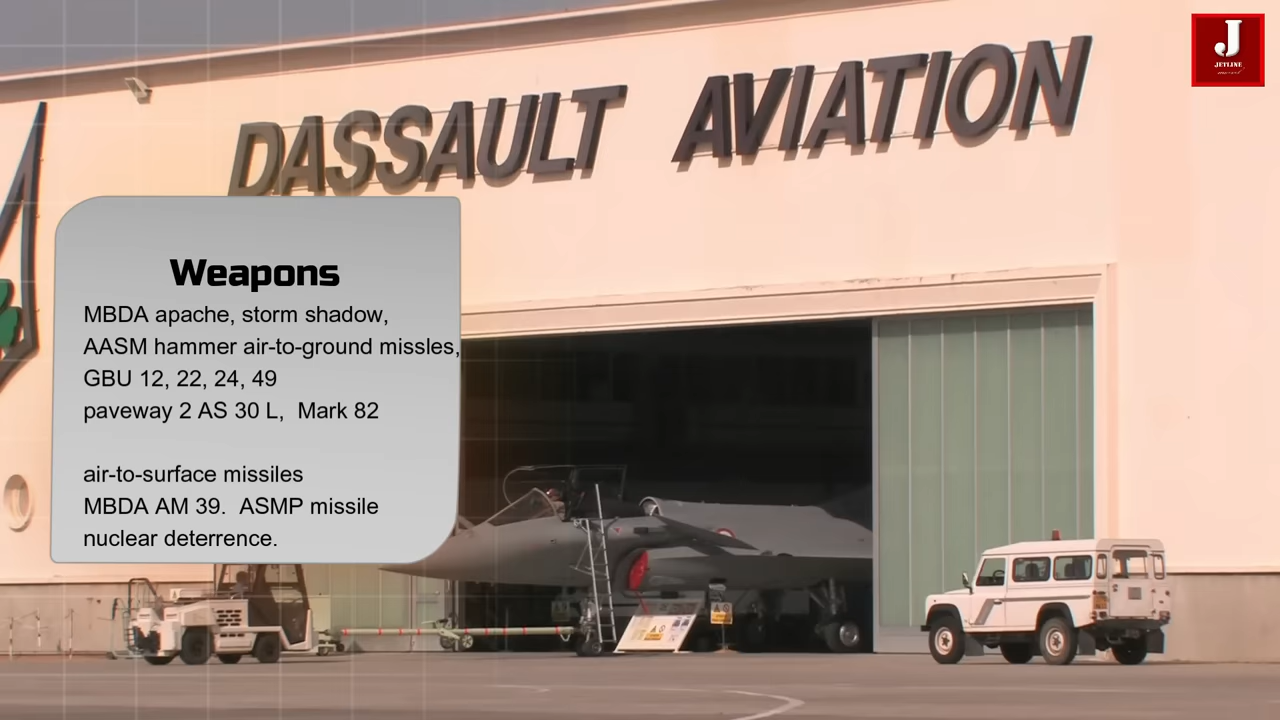 DASSAULT AVIATION
J
JETLINE
Weapons
MBDA apache, storm shadow,
AASM hammer air-to-ground missles,
GBU 12, 22, 24, 49
paveway 2 AS 30 L,  Mark 82
air-to-surface missiles
MBDA AM 39.  ASMP missile
nuclear deterrence.